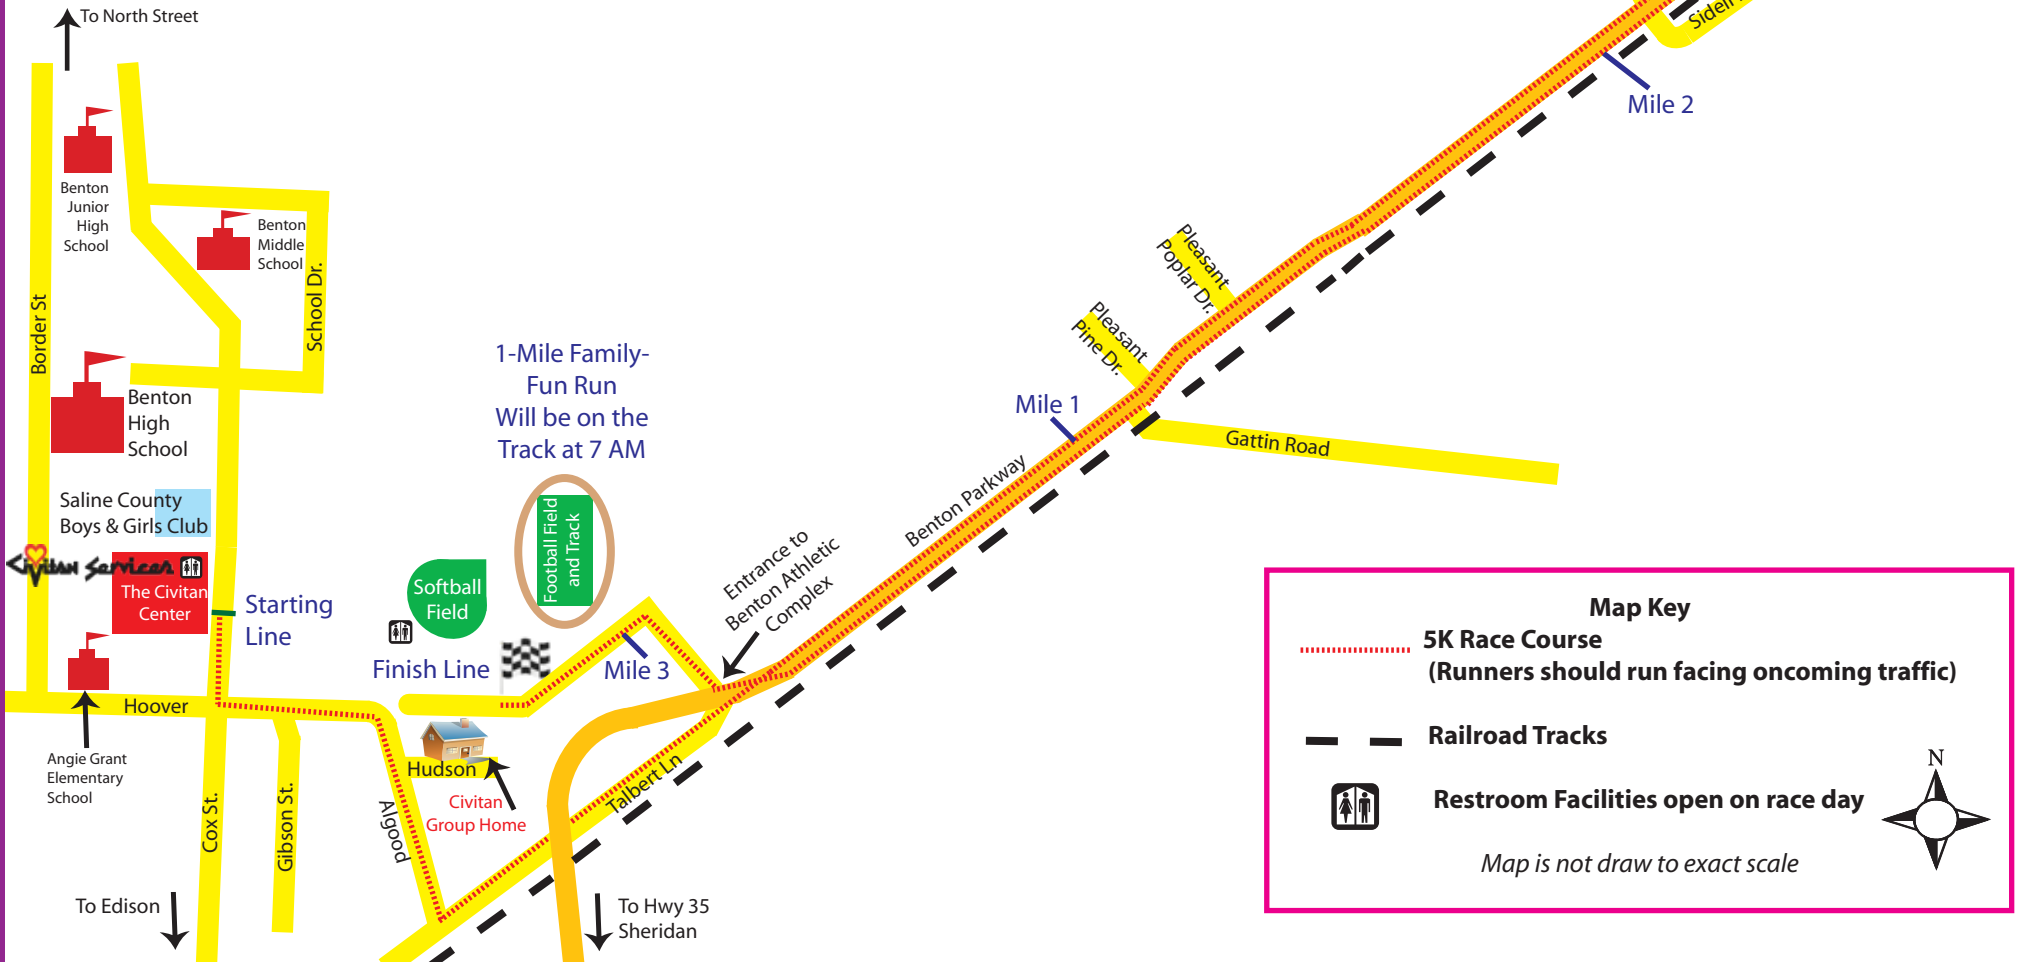 To North Street
Benton
Junior
High
School
Benton
Middle
School
School Dr.
Border St
Benton
High
School
Saline County
Boys & Girls Club
Civitan Services
The Civitan
Center
Starting
Line
Hoover
Angie Grant
Elementary
School
To Edison
Cox St.
Gibson St.
Algood
Hudson
Civitan
Group Home
Talbert Ln
To Hwy 35
Sheridan
1-Mile Family-
Fun Run
Will be on the
Track at 7 AM
Football Field
and Track
Softball
Field
Finish Line
Mile 3
Entrance to
Benton Athletic
Complex
Benton Parkway
Mile 1
Pleasant
Pine Dr.
Pleasant
Poplar Dr.
Gattin Road
Mile 2
Map Key
5K Race Course
(Runners should run facing oncoming traffic)
Railroad Tracks
Restroom Facilities open on race day
Map is not draw to exact scale
N